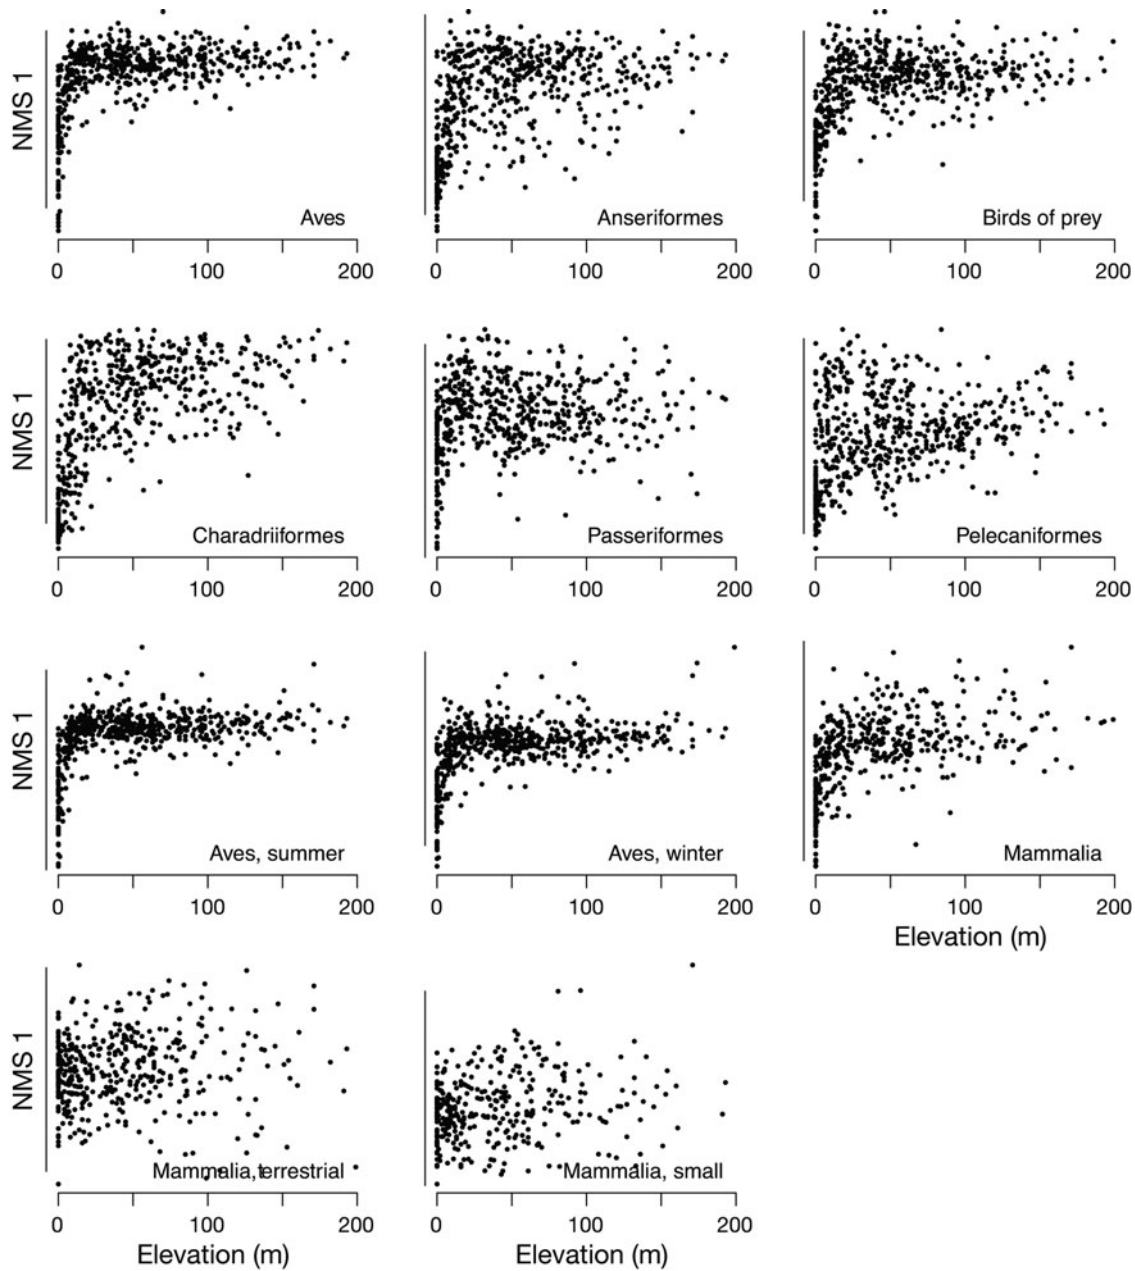 NMS 1
Aves
0 100 200
Anseriformes
0 100 200
Birds of prey
0 100 200
NMS 1
Charadriiformes
0 100 200
Passeriformes
0 100 200
Pelecaniformes
0 100 200
NMS 1
Aves, summer
0 100 200
Aves, winter
0 100 200
Mammalia
0 100 200
Elevation (m)
NMS 1
Mammalia, terrestrial
0 100 200
Elevation (m)
Mammalia, small
0 100 200
Elevation (m)